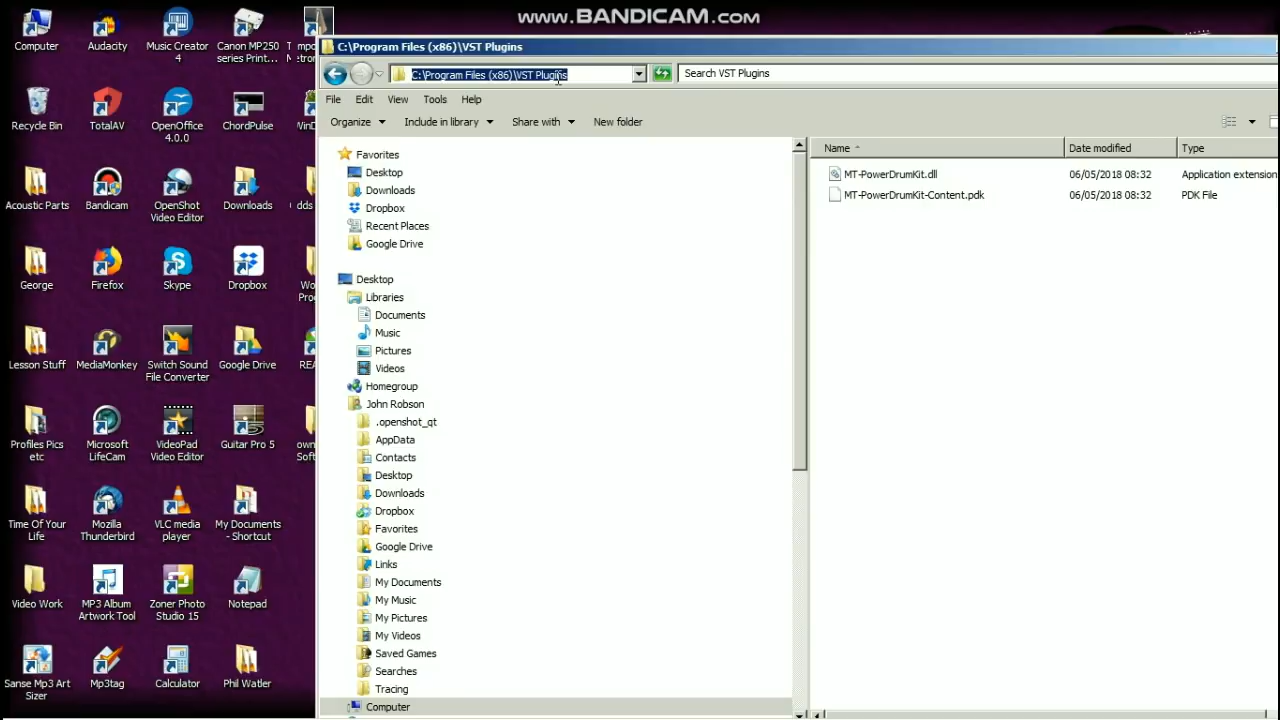 www.BANDICAM.com
Computer
Audacity
Music Creator
4
Canon MP250
series Print...
Recycle Bin
TotalAV
OpenOffice
4.0.0
ChordPulse
Acoustic Parts
Bandicam
OpenShot
Video Editor
Downloads
George
Firefox
Skype
Dropbox
Lesson Stuff
MediaMonkey
Switch Sound
File Converter
Google Drive
Profiles Pics
etc
Microsoft
LifeCam
VideoPad
Video Editor
Guitar Pro 5
Time Of Your
Life
Mozilla
Thunderbird
VLC media
player
My Documents
- Shortcut
Video Work
MP3 Album
Artwork Tool
Zoner Photo
Studio 15
Notepad
Sanse Mp3 Art
Sizer
Mp3tag
Calculator
Phil Watler
C:\Program Files (x86)\VST Plugins
C:\Program Files (x86)\VST Plugins
Search VST Plugins
File Edit View Tools Help
Organize Include in library Share with New folder
Favorites
Desktop
Downloads
Dropbox
Recent Places
Google Drive
Desktop
Libraries
Documents
Music
Pictures
Videos
Homegroup
John Robson
.openshot_qt
AppData
Contacts
Desktop
Downloads
Dropbox
Favorites
Google Drive
Links
My Documents
My Music
My Pictures
My Videos
Saved Games
Searches
Tracing
Computer
Name Date modified Type
MT-PowerDrumKit.dll 06/05/2018 08:32 Application extension
MT-PowerDrumKit-Content.pdk 06/05/2018 08:32 PDK File